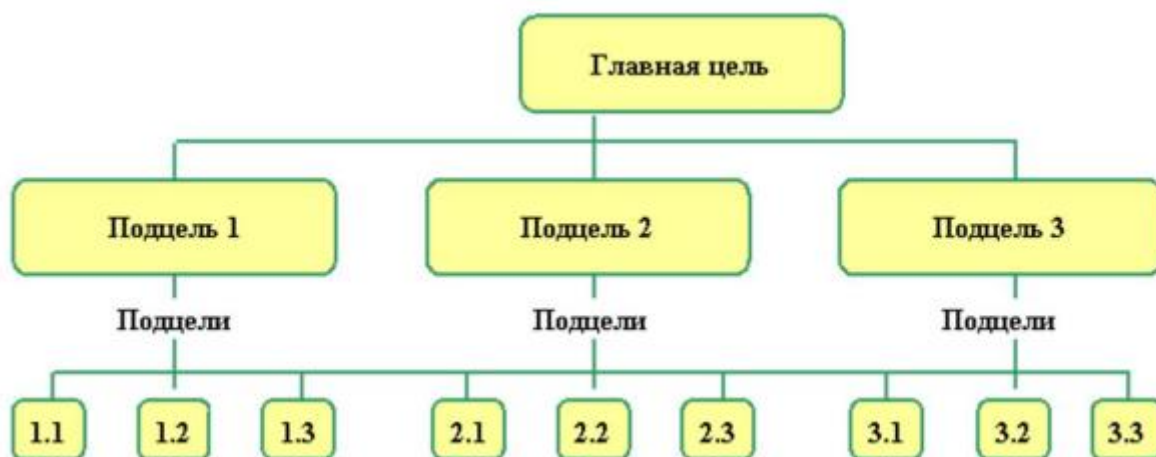 Главная цель
Подцель 1 Подцель 2 Подцель 3
Подцели Подцели Подцели
1.1 1.2 1.3 2.1 2.2 2.3 3.1 3.2 3.3